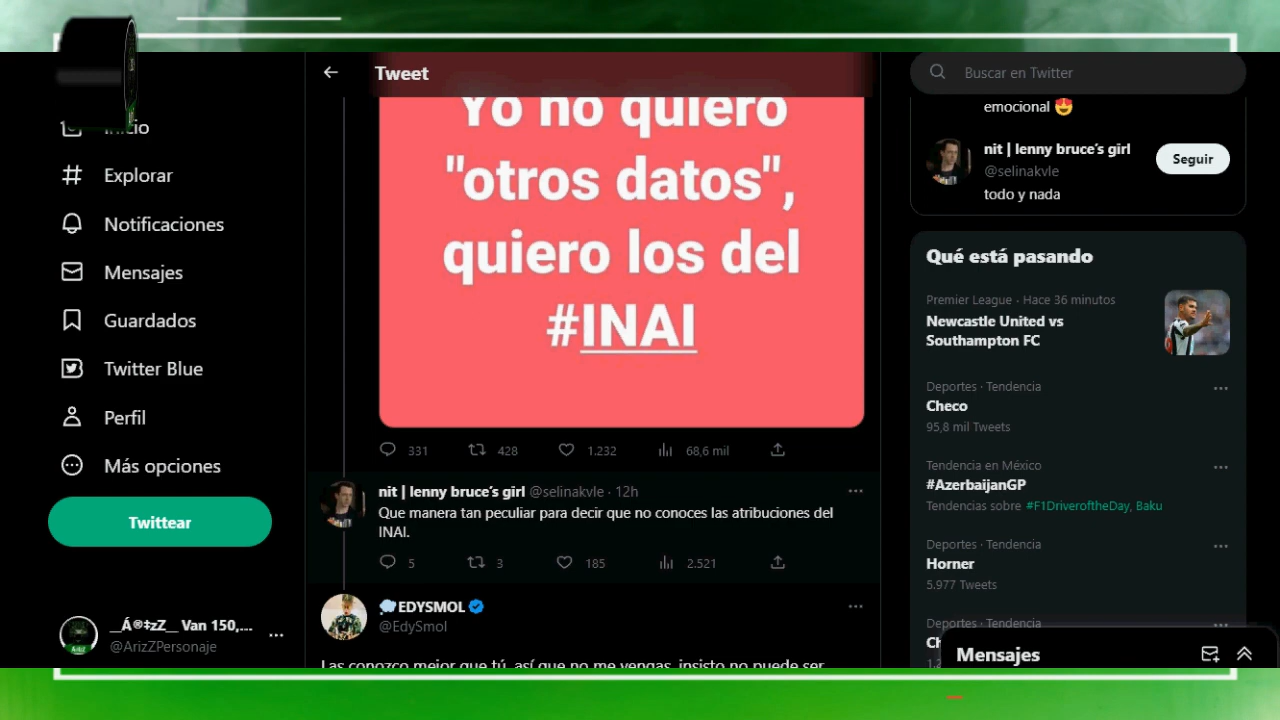 Inicio
Explorar
Notificaciones
Mensajes
Guardados
Twitter Blue
Perfil
Más opciones
Twittear
__Á®‡zZ__ Van 150,...
@ArizZPersonaje
Tweet
Yo no quiero
"otros datos",
quiero los del
#INAI
331 428 1.232 68,6 mil
nit | lenny bruce's girl @selinakvle · 12h
Que manera tan peculiar para decir que no conoces las atribuciones del
INAI.
5 3 185 2.521
EDYSMOL
@EdySmol
Las conozco mejor que tú, así que no me vengas, insisto no puede ser
Buscar en Twitter
emocional 😍
nit | lenny bruce's girl
@selinakvle
Seguir
todo y nada
Qué está pasando
Premier League · Hace 36 minutos
Newcastle United vs
Southampton FC
Deportes · Tendencia
Checo
95,8 mil Tweets
Tendencia en México
#AzerbaijanGP
Tendencias sobre #F1DriveroftheDay, Baku
Deportes · Tendencia
Horner
5.977 Tweets
Deportes · Tendencia
Mensajes